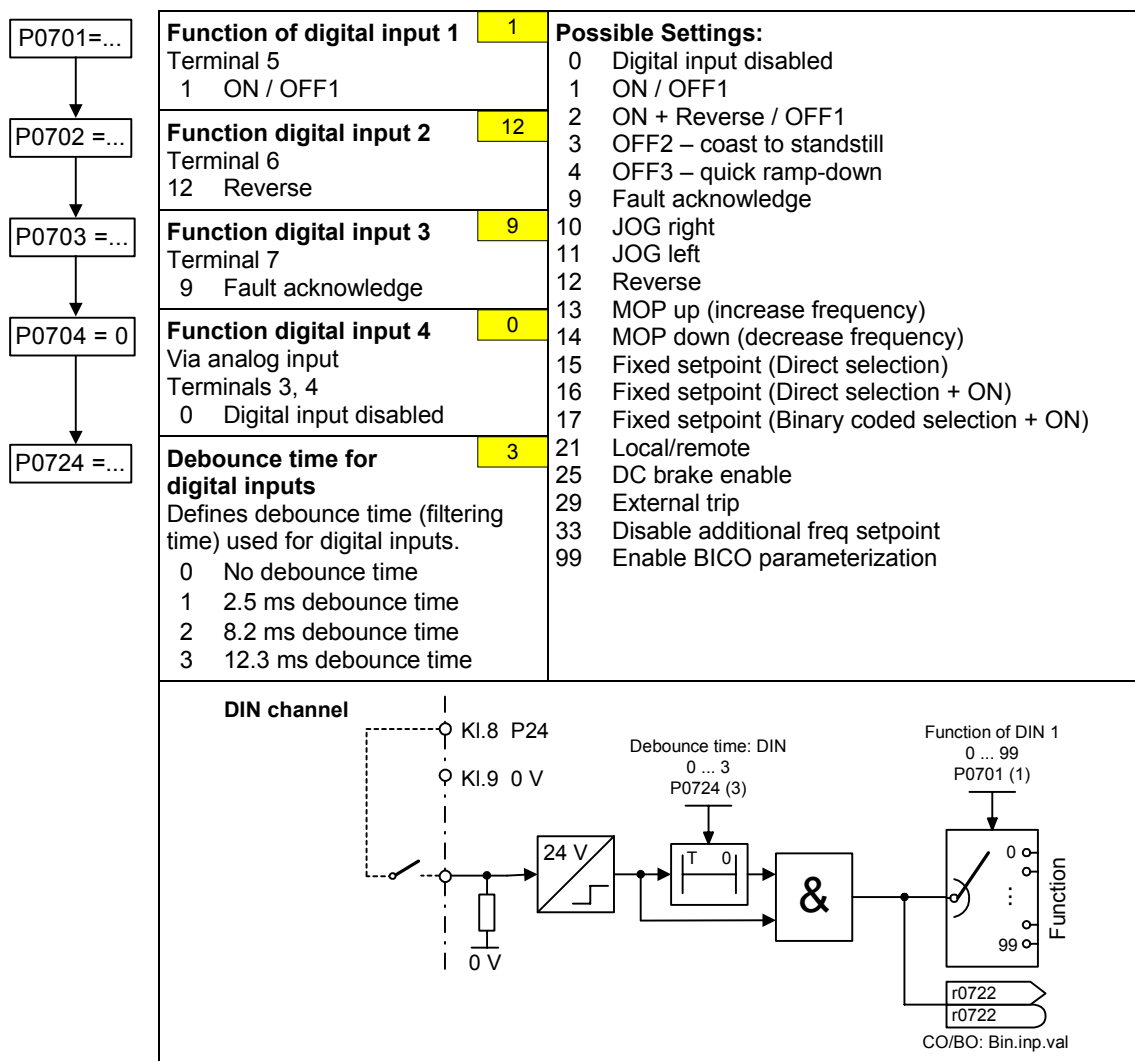 P0701=...
P0702 =...
P0703 =...
P0704 = 0
P0724 =...
Function of digital input 1 1
Terminal 5
1 ON / OFF1
Function digital input 2 12
Terminal 6
12 Reverse
Function digital input 3 9
Terminal 7
9 Fault acknowledge
Function digital input 4 0
Via analog input
Terminals 3, 4
0 Digital input disabled
Debounce time for 3
digital inputs
Defines debounce time (filtering
time) used for digital inputs.
0 No debounce time
1 2.5 ms debounce time
2 8.2 ms debounce time
3 12.3 ms debounce time
Possible Settings:
0 Digital input disabled
1 ON / OFF1
2 ON + Reverse / OFF1
3 OFF2 – coast to standstill
4 OFF3 – quick ramp-down
9 Fault acknowledge
10 JOG right
11 JOG left
12 Reverse
13 MOP up (increase frequency)
14 MOP down (decrease frequency)
15 Fixed setpoint (Direct selection)
16 Fixed setpoint (Direct selection + ON)
17 Fixed setpoint (Binary coded selection + ON)
21 Local/remote
25 DC brake enable
29 External trip
33 Disable additional freq setpoint
99 Enable BICO parameterization
DIN channel
Kl.8 P24
Kl.9 0 V
0 V
24 V
Debounce time: DIN
0 ... 3
P0724 (3)
T 0
&
Function of DIN 1
0 ... 99
P0701 (1)
0
99
Function
r0722
r0722
CO/BO: Bin.inp.val